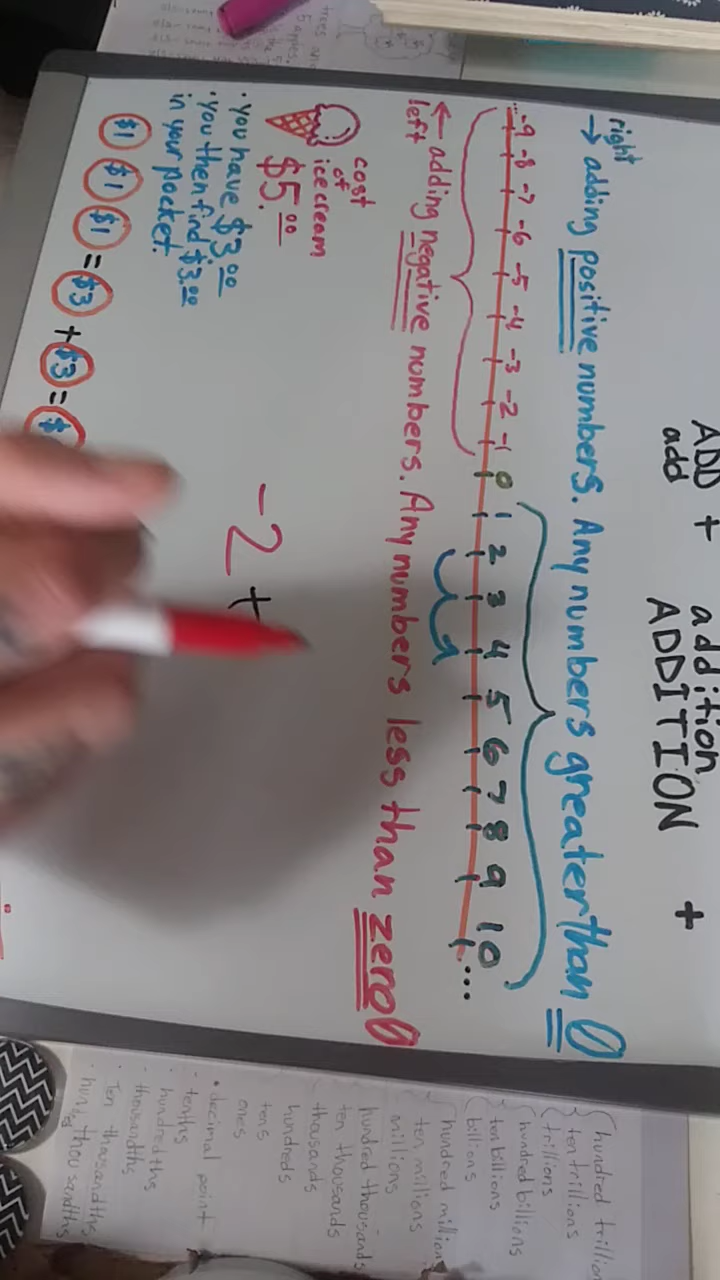 ADD + addition +
add ADDITION
right
→ adding positive numbers. Any numbers greater than 0
...-9 -8 -7 -6 -5 -4 -3 -2 -1 0 1 2 3 4 5 6 7 8 9 10 ...
← adding negative numbers. Any numbers less than zero 0
left
cost
of
ice cream
$5.00
-2 +
· you have $3.00
· you then find $3.00
in your pocket.
$1 $1 $1 = $3 + $3 = $
5 apples.
ten trillions
trillions
hundred billions
ten billions
billions
hundred millions
ten millions
millions
hundred thousands
ten thousands
thousands
hundreds
tens
ones
• decimal point
- tenths
- hundredths
- thousandths
· Ten thousandths